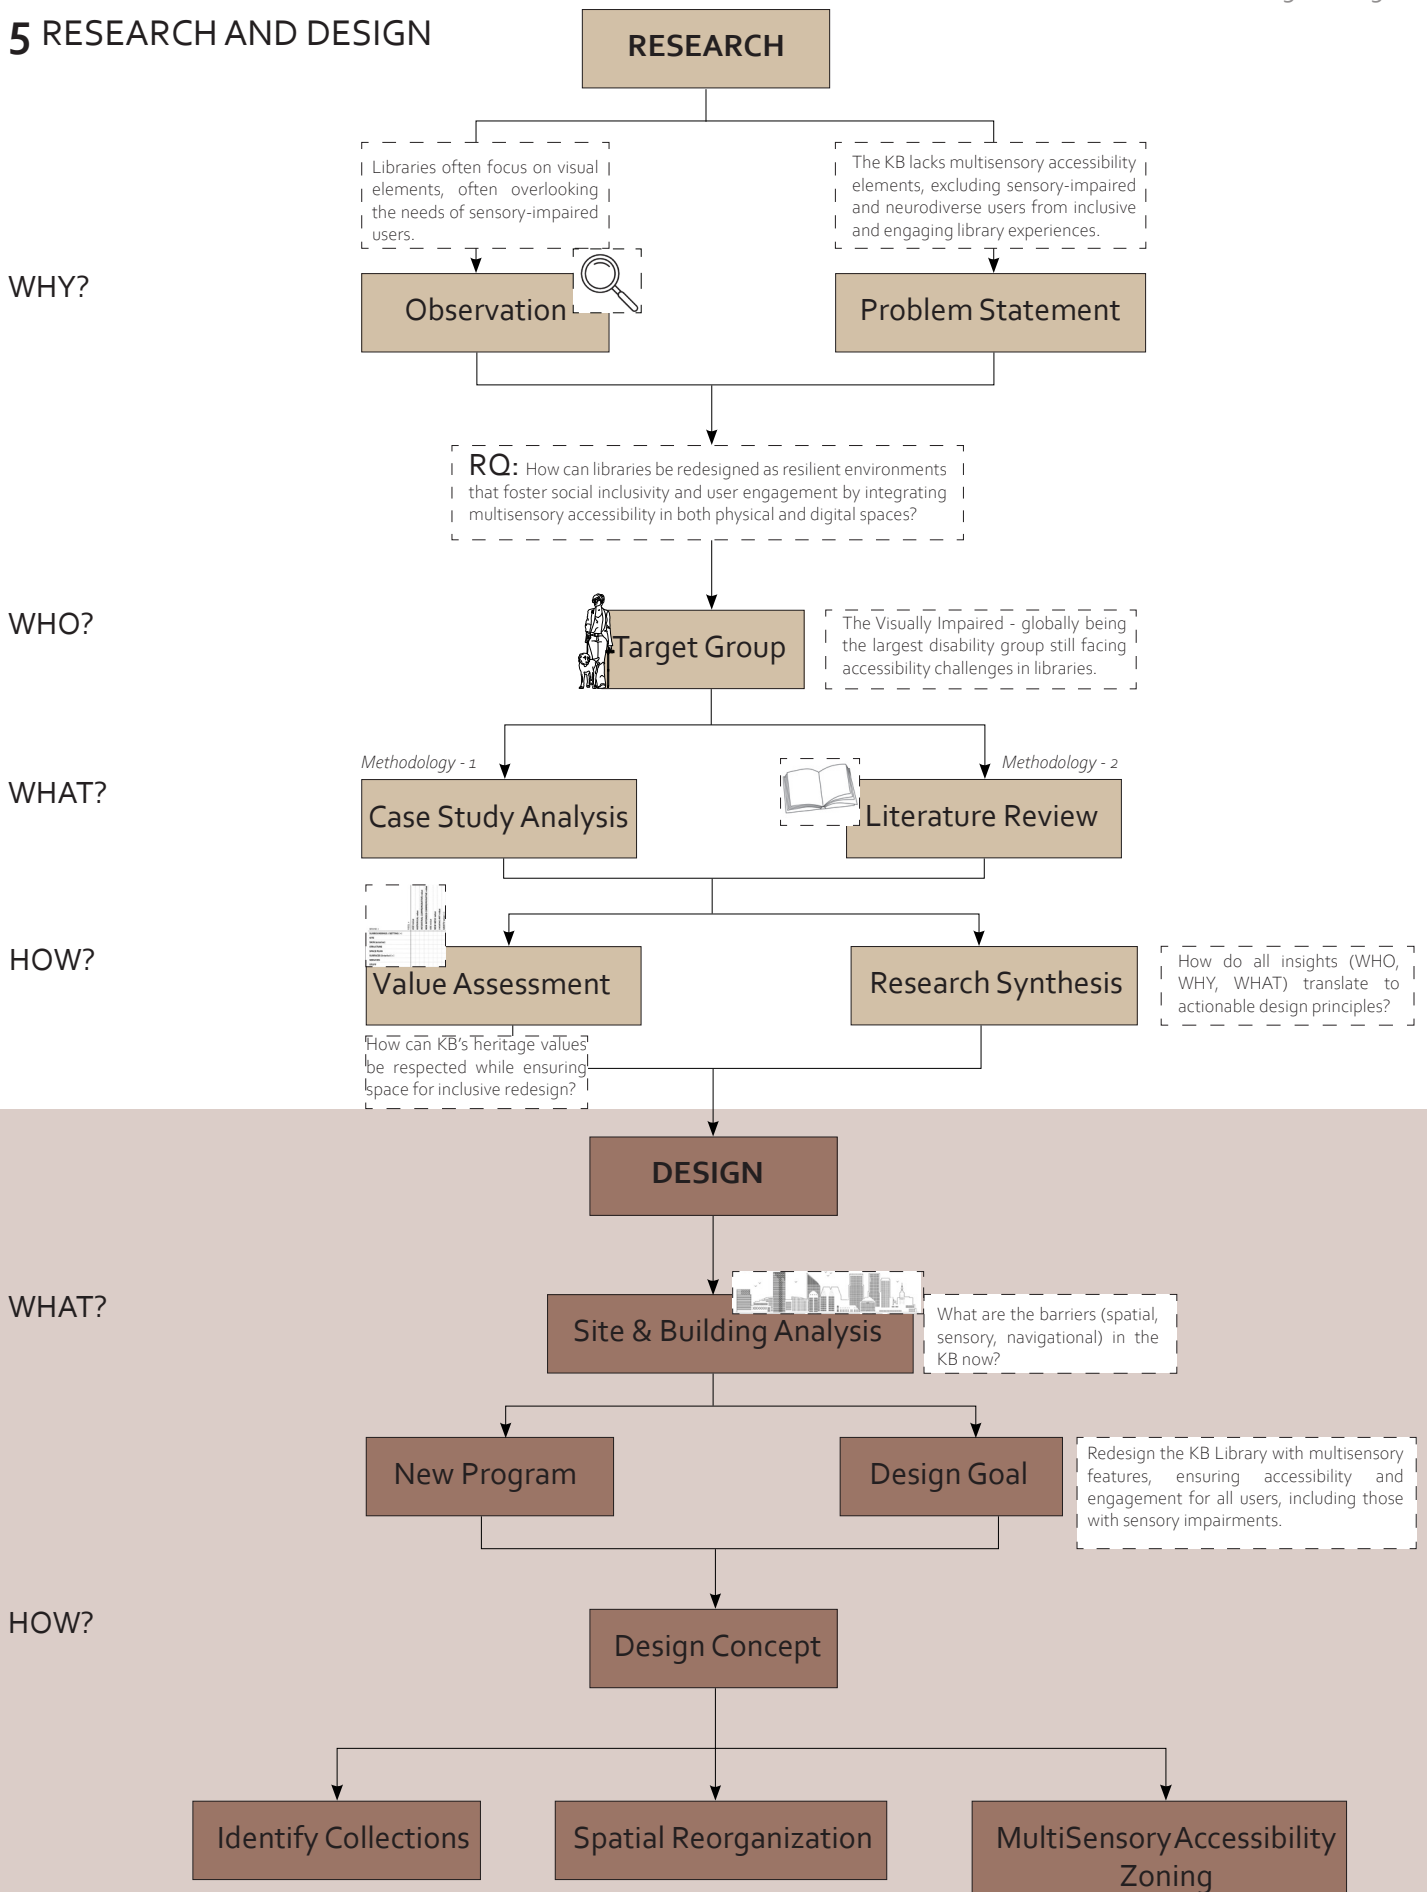 5 RESEARCH AND DESIGN
RESEARCH
Libraries often focus on visual
elements, often overlooking
the needs of sensory-impaired
users.
The KB lacks multisensory accessibility
elements, excluding sensory-impaired
and neurodiverse users from inclusive
and engaging library experiences.
WHY?
Observation
Problem Statement
RQ: How can libraries be redesigned as resilient environments
that foster social inclusivity and user engagement by integrating
multisensory accessibility in both physical and digital spaces?
WHO?
Target Group
The Visually Impaired - globally being
the largest disability group still facing
accessibility challenges in libraries.
WHAT?
Methodology - 1
Case Study Analysis
Methodology - 2
Literature Review
HOW?
Value Assessment
Research Synthesis
How do all insights (WHO,
WHY, WHAT) translate to
actionable design principles?
How can KB's heritage values
be respected while ensuring
space for inclusive redesign?
DESIGN
WHAT?
Site & Building Analysis
What are the barriers (spatial,
sensory, navigational) in the
KB now?
New Program
Design Goal
Redesign the KB Library with multisensory
features, ensuring accessibility and
engagement for all users, including those
with sensory impairments.
HOW?
Design Concept
Identify Collections
Spatial Reorganization
MultiSensory Accessibility
Zoning